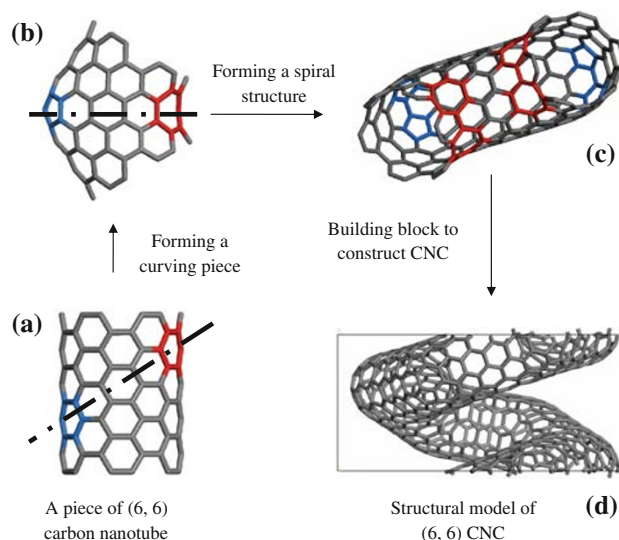 (b)
Forming a spiral
structure
(c)
Forming a
curving piece
Building block to
construct CNC
(a)
A piece of (6, 6)
carbon nanotube
Structural model of
(6, 6) CNC
(d)